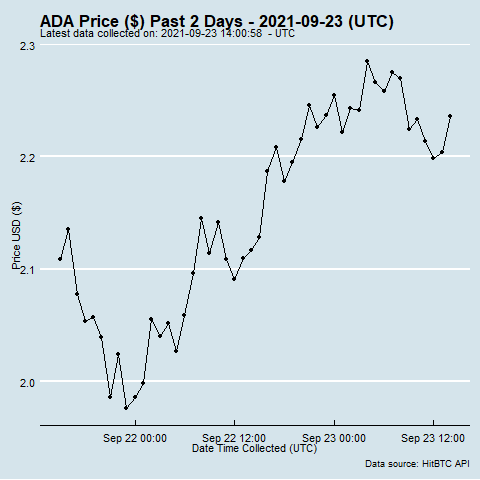 ADA Price ($) Past 2 Days - 2021-09-23 (UTC)
Latest data collected on: 2021-09-23 14:00:58 - UTC
2.3
2.2
2.1
2.0
Price USD ($)
Sep 22 00:00 Sep 22 12:00 Sep 23 00:00 Sep 23 12:00
Date Time Collected (UTC)
Data source: HitBTC API